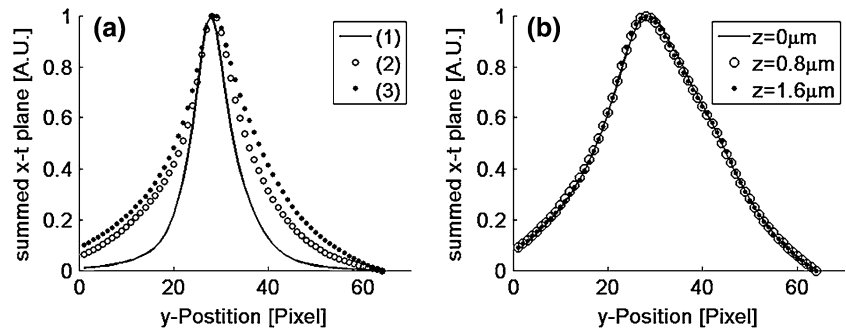 (a)
(1)
(2)
(3)
1
0.8
0.6
0.4
0.2
0
0 20 40 60
summed x-t plane [A.U.]
y-Postition [Pixel]
(b)
z=0μm
z=0.8μm
z=1.6μm
1
0.8
0.6
0.4
0.2
0
0 20 40 60
summed x-t plane [A.U.]
y-Position [Pixel]